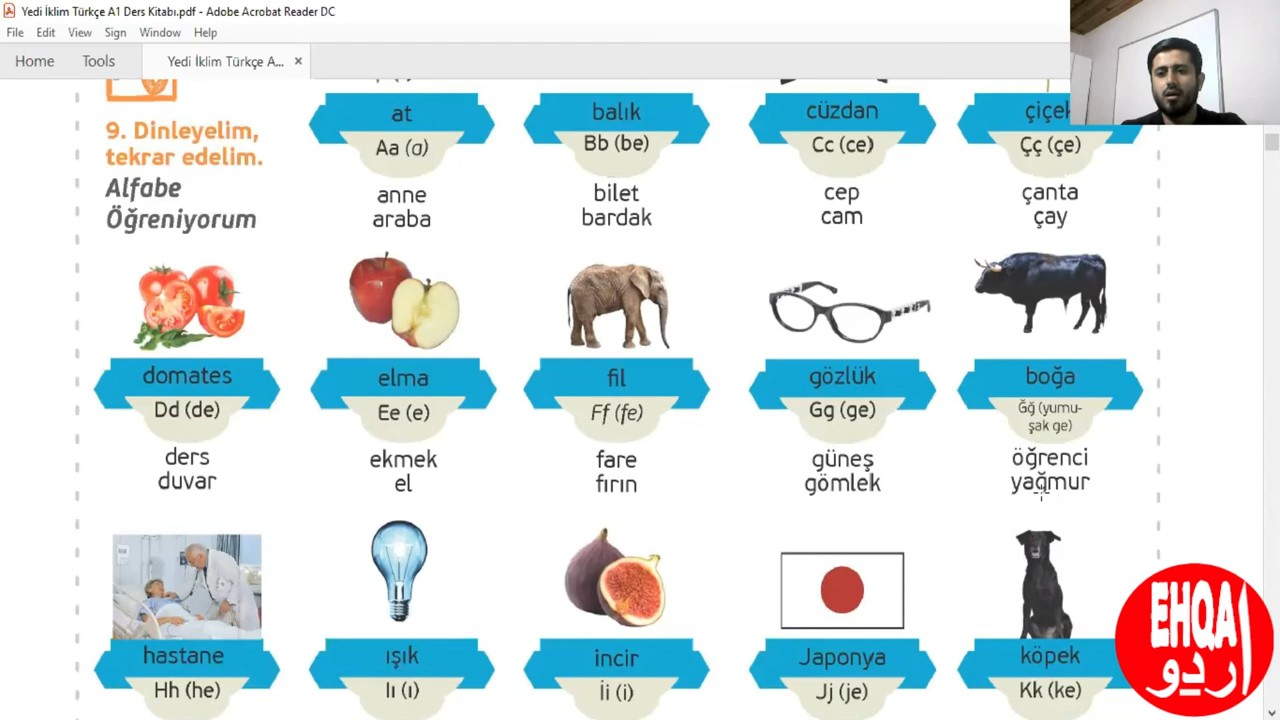 Yedi İklim Türkçe A1 Ders Kitabı.pdf - Adobe Acrobat Reader DC
File Edit View Sign Window Help
Home Tools Yedi İklim Türkçe A... ×
9. Dinleyelim,
tekrar edelim.
Alfabe
Öğreniyorum
at
Aa (a)
anne
araba
balık
Bb (be)
bilet
bardak
cüzdan
Cc (ce)
cep
cam
çiçek
Çç (çe)
çanta
çay
domates
Dd (de)
ders
duvar
elma
Ee (e)
ekmek
el
fil
Ff (fe)
fare
fırın
gözlük
Gg (ge)
güneş
gömlek
boğa
Ğğ (yumu-
şak ge)
öğrenci
yağmur
hastane
Hh (he)
ışık
Iı (ı)
incir
İi (i)
Japonya
Jj (je)
köpek
Kk (ke)
EHQA
اردو